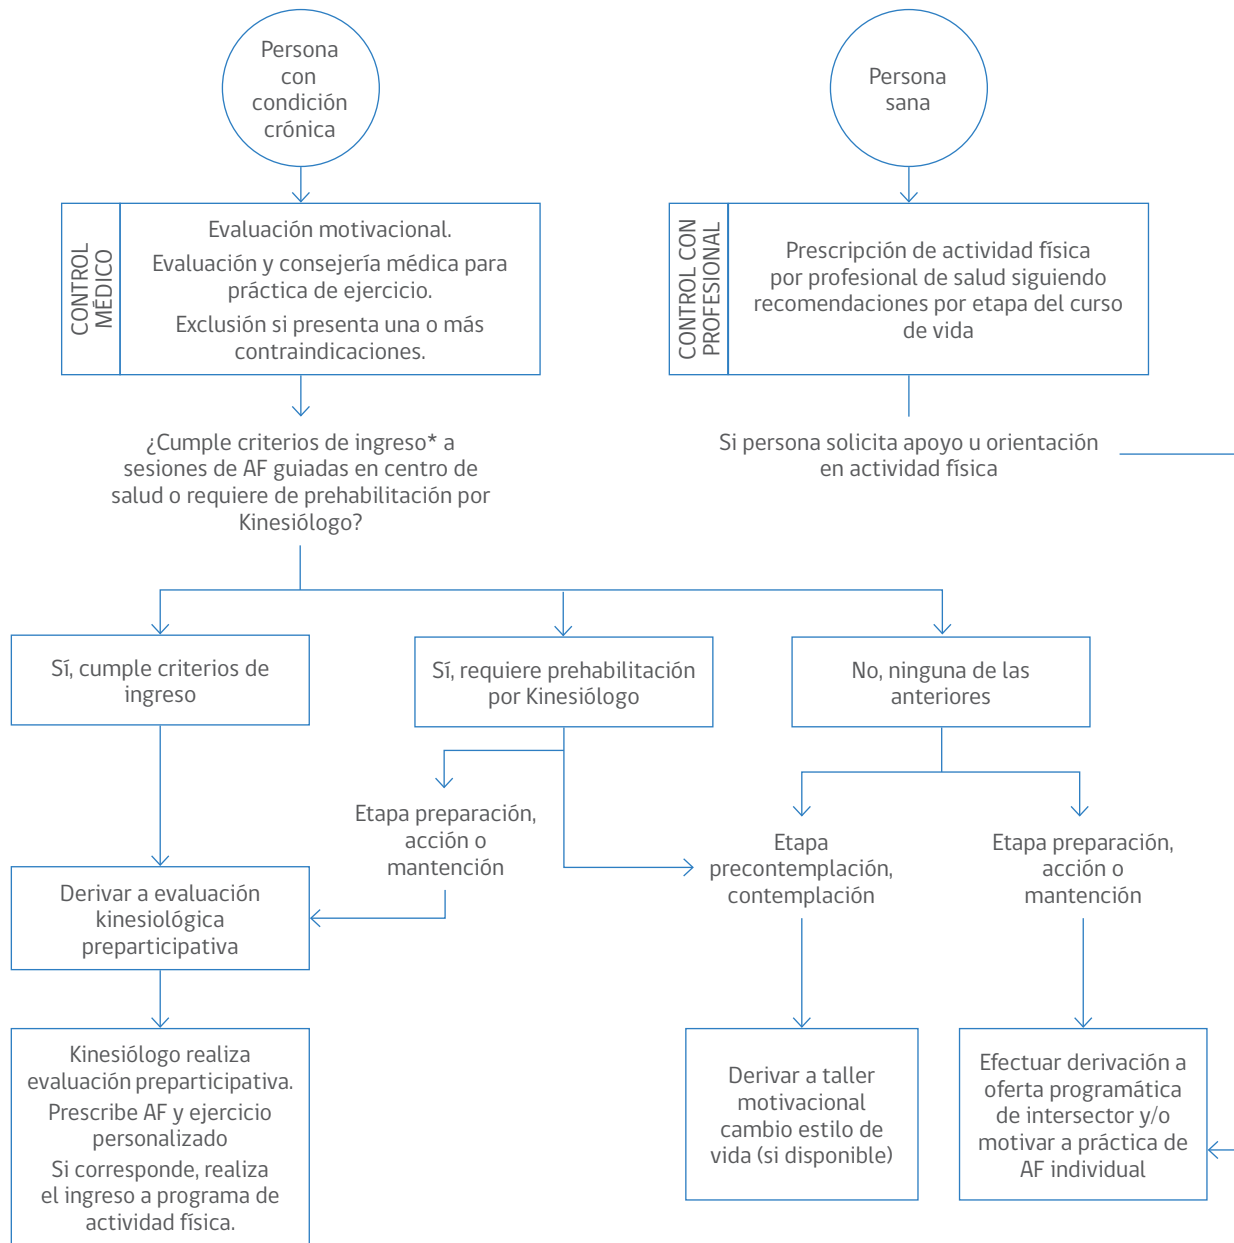 Persona
con
condición
crónica
Persona
sana
CONTROL
MÉDICO
Evaluación motivacional.
Evaluación y consejería médica para
práctica de ejercicio.
Exclusión si presenta una o más
contraindicaciones.
CONTROL CON
PROFESIONAL
Prescripción de actividad física
por profesional de salud siguiendo
recomendaciones por etapa del curso
de vida
¿Cumple criterios de ingreso* a
sesiones de AF guiadas en centro de
salud o requiere de prehabilitación por
Kinesiólogo?
Si persona solicita apoyo u orientación
en actividad física
Sí, cumple criterios de
ingreso
Sí, requiere prehabilitación
por Kinesiólogo
No, ninguna de las
anteriores
Etapa preparación,
acción o
mantención
Etapa
precontemplación,
contemplación
Etapa preparación,
acción o
mantención
Derivar a evaluación
kinesiológica
preparticipativa
Kinesiólogo realiza
evaluación preparticipativa.
Prescribe AF y ejercicio
personalizado
Si corresponde, realiza
el ingreso a programa de
actividad física.
Derivar a taller
motivacional
cambio estilo de
vida (si disponible)
Efectuar derivación a
oferta programática
de intersector y/o
motivar a práctica de
AF individual